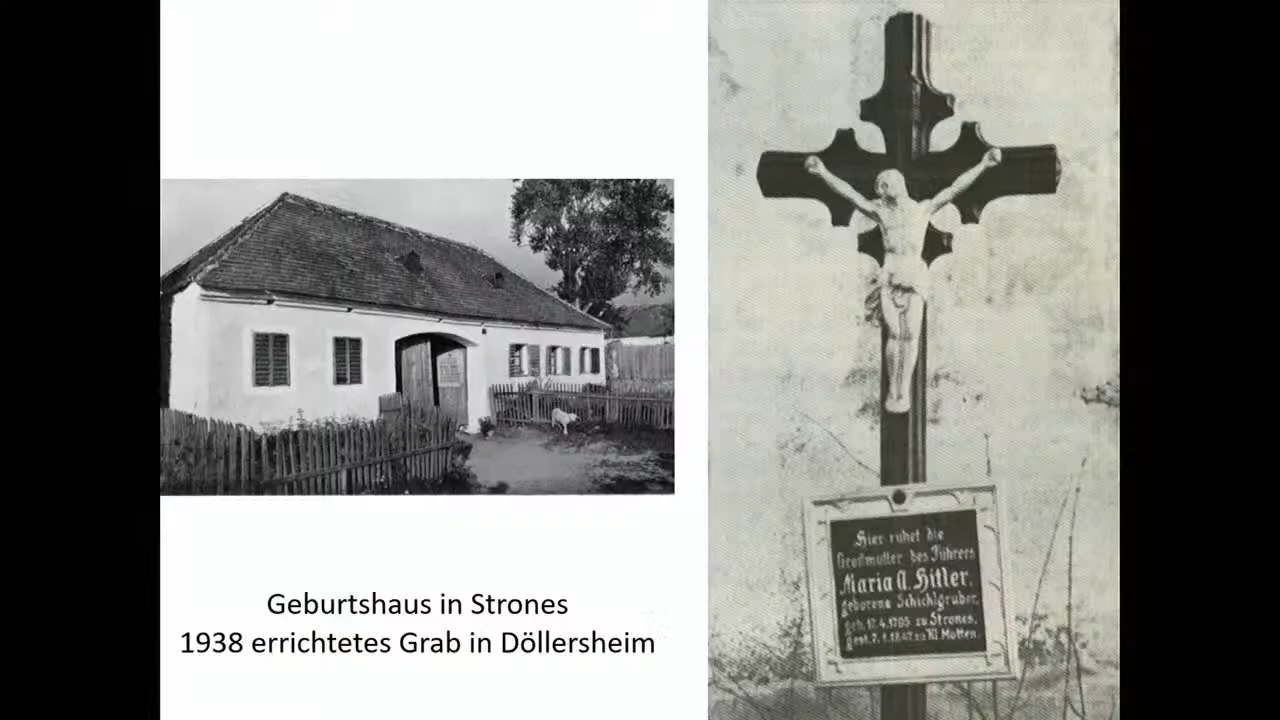 Geburtshaus in Strones
1938 errichtetes Grab in Döllersheim
Hier ruhet die
Großmutter des Führers
Maria A. Hitler.
geborene Schicklgruber,
geb. 17.4.1795 zu Strones,
gest. 7.1.1847 zu Kl. Motten.